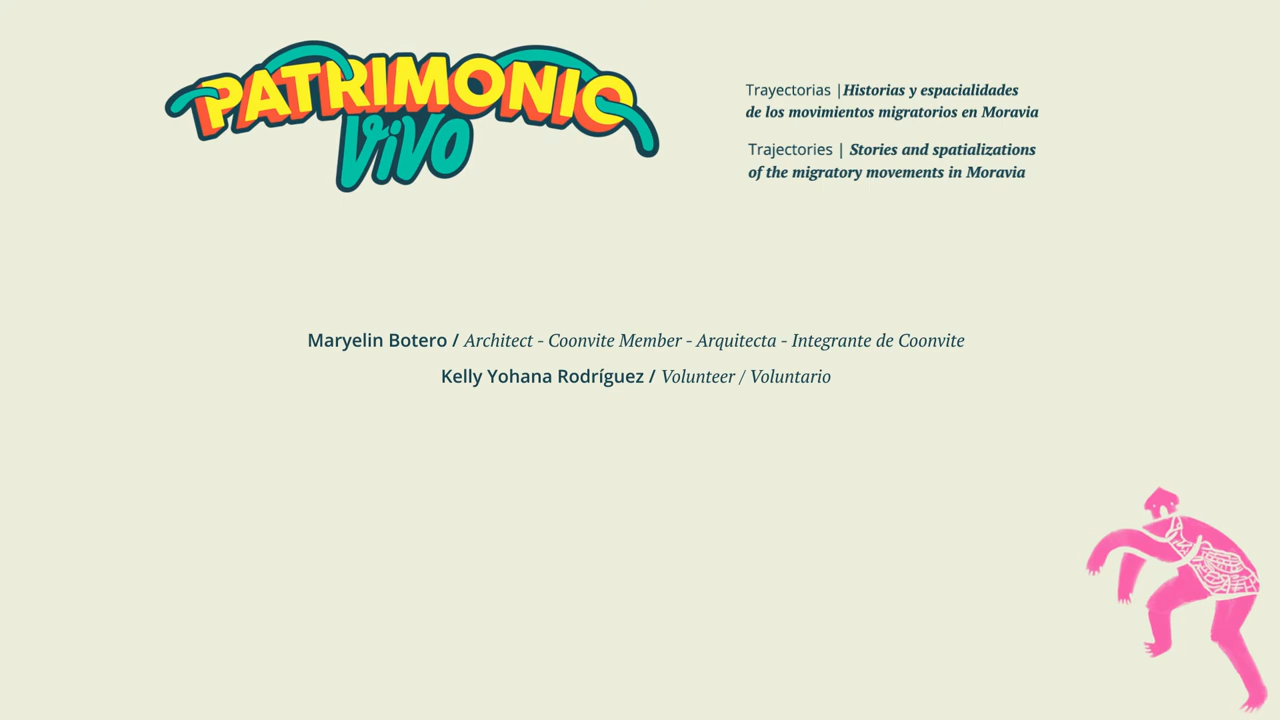 PATRIMONIO
ViVO
Trayectorias |Historias y espacialidades
de los movimientos migratorios en Moravia
Trajectories | Stories and spatializations
of the migratory movements in Moravia
Maryelin Botero / Architect - Coonvite Member - Arquitecta - Integrante de Coonvite
Kelly Yohana Rodríguez / Volunteer / Voluntario